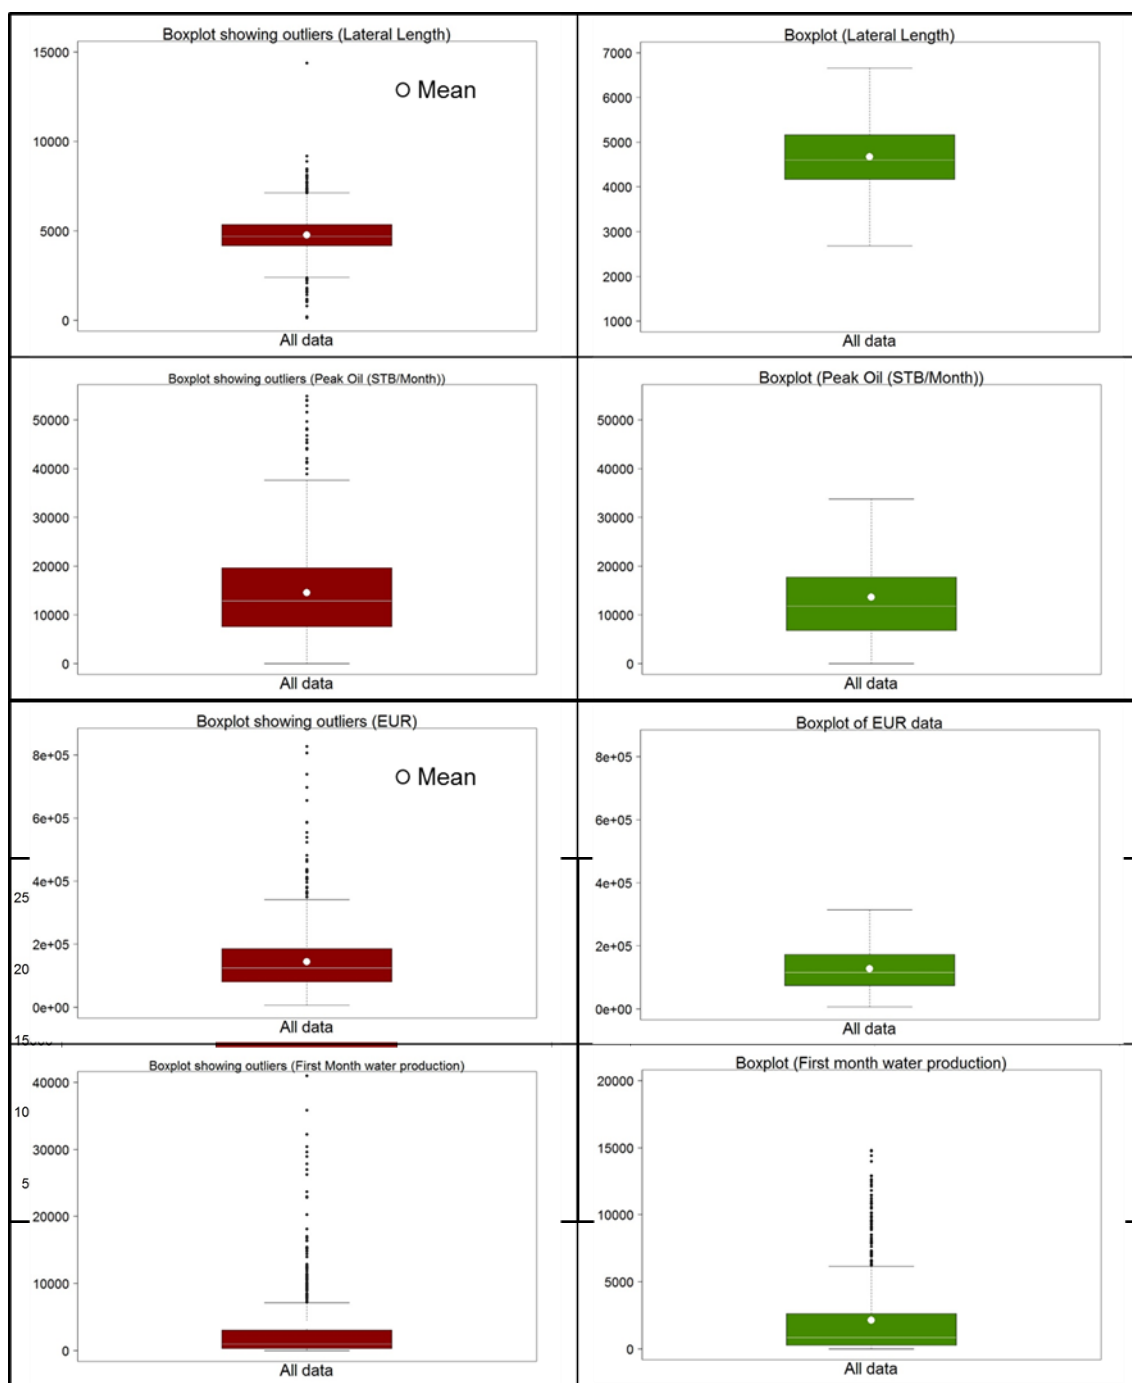 Boxplot showing outliers (Lateral Length)
15000
10000
5000
0
Mean
All data
Boxplot (Lateral Length)
7000
6000
5000
4000
3000
2000
1000
All data
Boxplot showing outliers (Peak Oil (STB/Month))
50000
40000
30000
20000
10000
0
All data
Boxplot (Peak Oil (STB/Month))
50000
40000
30000
20000
10000
0
All data
Boxplot showing outliers (EUR)
8e+05
6e+05
4e+05
2e+05
0e+00
Mean
All data
25
20
Boxplot of EUR data
8e+05
6e+05
4e+05
2e+05
0e+00
All data
Boxplot showing outliers (First Month water production)
40000
30000
20000
10000
0
All data
10
5
Boxplot (First month water production)
20000
15000
10000
5000
0
All data